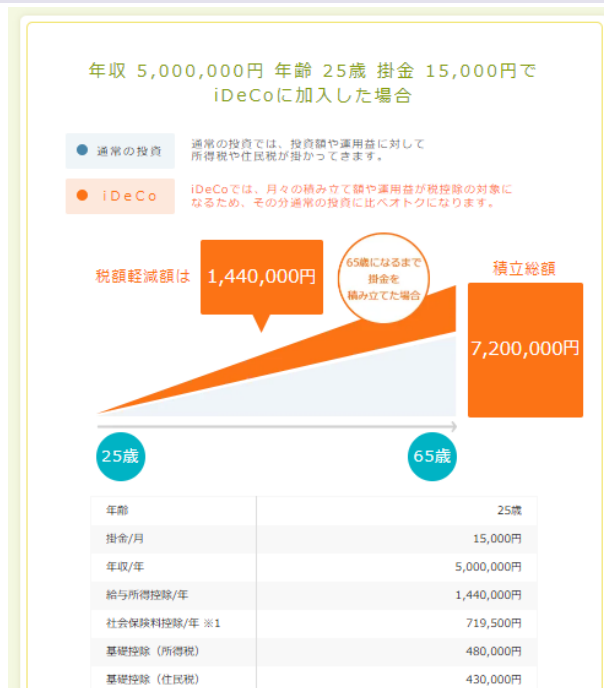 年収 5,000,000円 年齢 25歳 掛金 15,000円で
iDeCoに加入した場合
通常の投資
通常の投資では、投資額や運用益に対して
所得税や住民税が掛かってきます。
iDeCo
iDeCoでは、月々の積み立て額や運用益が税控除の対象に
なるため、その分通常の投資に比べオトクになります。
税額軽減額は
1,440,000円
65歳になるまで
掛金を
積み立てた場合
積立総額
7,200,000円
25歳
65歳
年齢 25歳
掛金/月 15,000円
年収/年 5,000,000円
給与所得控除/年 1,440,000円
社会保険料控除/年 ※1 719,500円
基礎控除（所得税） 480,000円
基礎控除（住民税） 430,000円